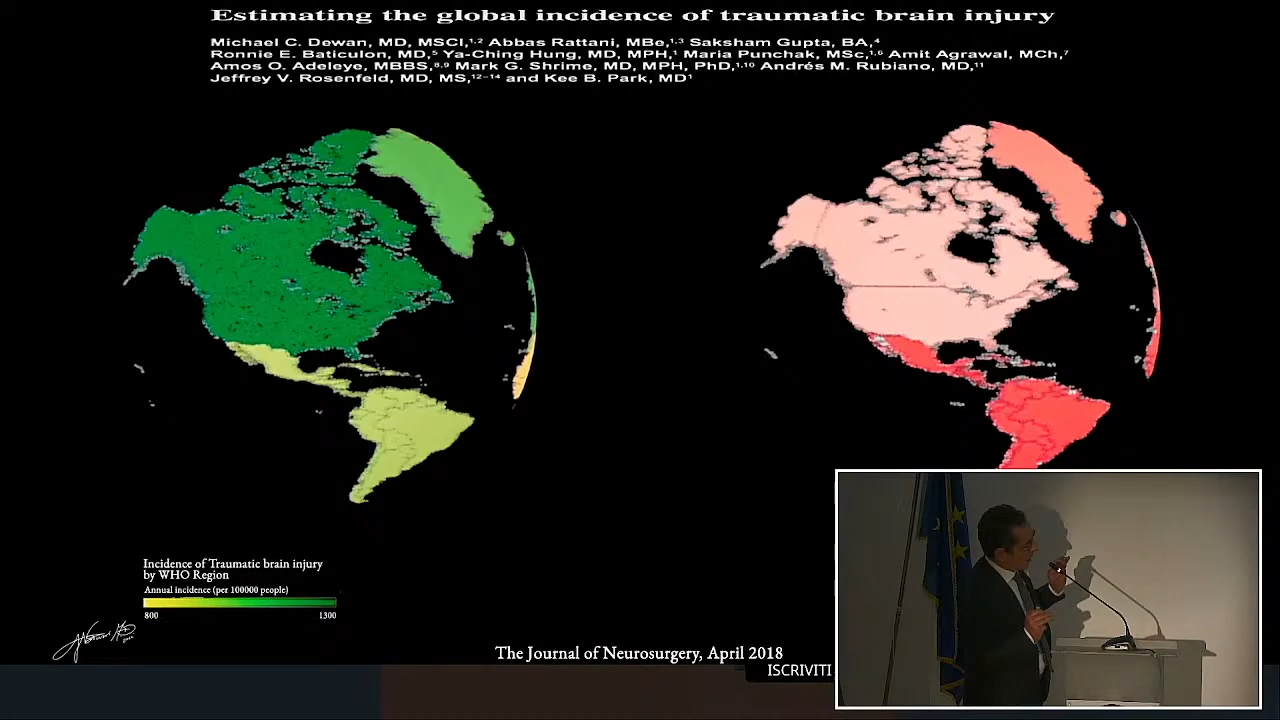 Estimating the global incidence of traumatic brain injury
Michael C. Dewan, MD, MSCI,¹·² Abbas Rattani, MBe,¹·³ Saksham Gupta, BA,⁴
Ronnie E. Baticulon, MD,⁵ Ya-Ching Hung, MD, MPH,¹ Maria Punchak, MSc,¹·⁶ Amit Agrawal, MCh,⁷
Amos O. Adeleye, MBBS,⁸·⁹ Mark G. Shrime, MD, MPH, PhD,¹·¹⁰ Andrés M. Rubiano, MD,¹¹
Jeffrey V. Rosenfeld, MD, MS,¹²⁻¹⁴ and Kee B. Park, MD¹
Incidence of Traumatic brain injury
by WHO Region
Annual incidence (per 100000 people)
800 1300
The Journal of Neurosurgery, April 2018
ISCRIVITI